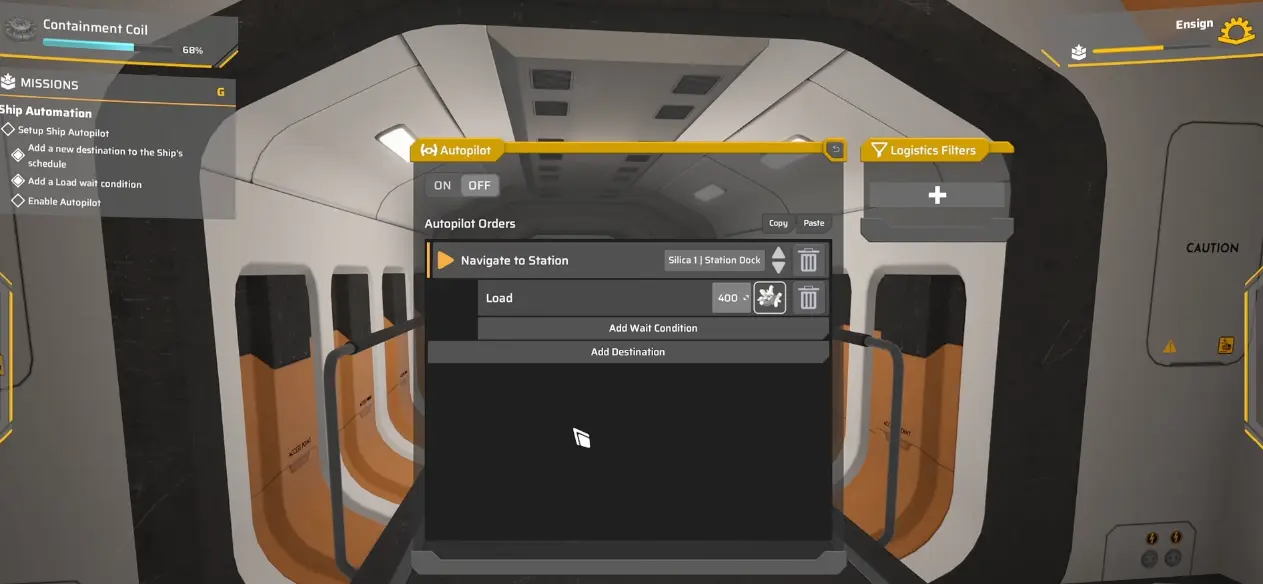 Containment Coil
68%
MISSIONS
G
Ship Automation
Setup Ship Autopilot
Add a new destination to the Ship's
schedule
Add a Load wait condition
Enable Autopilot
Ensign
Autopilot
ON
OFF
Autopilot Orders
Copy
Paste
Navigate to Station
Silica 1 | Station Dock
Load
400
Add Wait Condition
Add Destination
Logistics Filters
+
CAUTION
ACCESS POINT